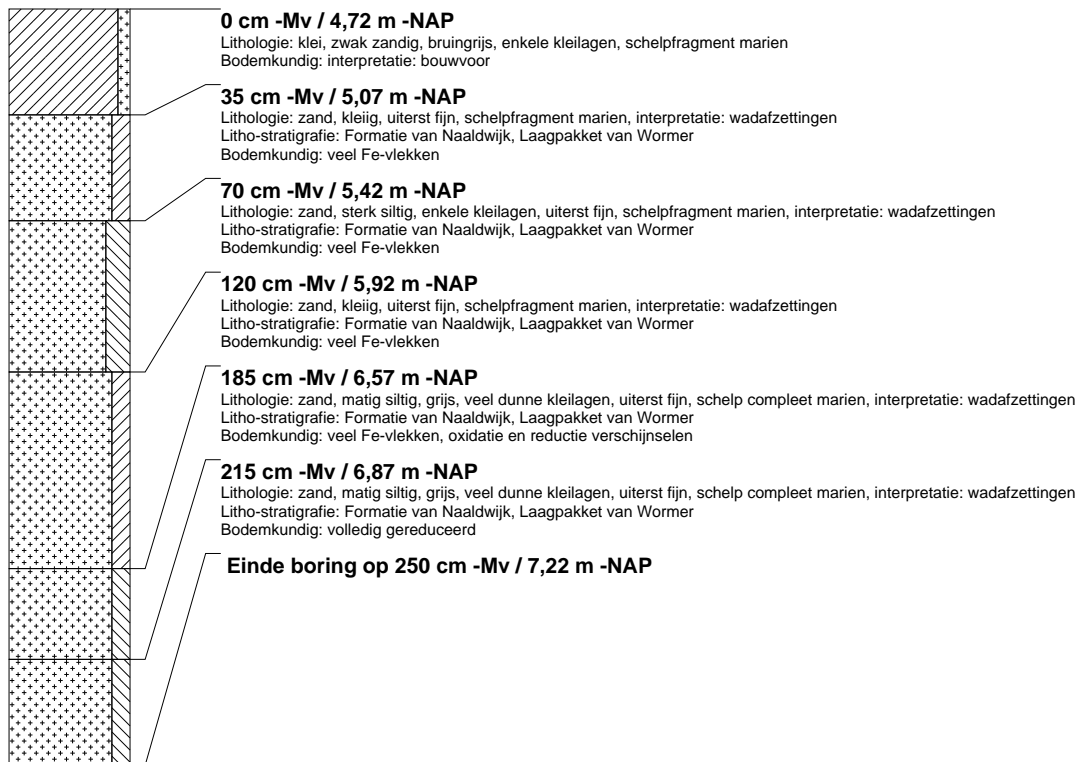 0 cm -Mv / 4,72 m -NAP
Lithologie: klei, zwak zandig, bruingrijs, enkele kleilagen, schelpfragment marien
Bodemkundig: interpretatie: bouwvoor
35 cm -Mv / 5,07 m -NAP
Lithologie: zand, kleiig, uiterst fijn, schelpfragment marien, interpretatie: wadafzettingen
Litho-stratigrafie: Formatie van Naaldwijk, Laagpakket van Wormer
Bodemkundig: veel Fe-vlekken
70 cm -Mv / 5,42 m -NAP
Lithologie: zand, sterk siltig, enkele kleilagen, uiterst fijn, schelpfragment marien, interpretatie: wadafzettingen
Litho-stratigrafie: Formatie van Naaldwijk, Laagpakket van Wormer
Bodemkundig: veel Fe-vlekken
120 cm -Mv / 5,92 m -NAP
Lithologie: zand, kleiig, uiterst fijn, schelpfragment marien, interpretatie: wadafzettingen
Litho-stratigrafie: Formatie van Naaldwijk, Laagpakket van Wormer
Bodemkundig: veel Fe-vlekken
185 cm -Mv / 6,57 m -NAP
Lithologie: zand, matig siltig, grijs, veel dunne kleilagen, uiterst fijn, schelp compleet marien, interpretatie: wadafzettingen
Litho-stratigrafie: Formatie van Naaldwijk, Laagpakket van Wormer
Bodemkundig: veel Fe-vlekken, oxidatie en reductie verschijnselen
215 cm -Mv / 6,87 m -NAP
Lithologie: zand, matig siltig, grijs, veel dunne kleilagen, uiterst fijn, schelp compleet marien, interpretatie: wadafzettingen
Litho-stratigrafie: Formatie van Naaldwijk, Laagpakket van Wormer
Bodemkundig: volledig gereduceerd
Einde boring op 250 cm -Mv / 7,22 m -NAP